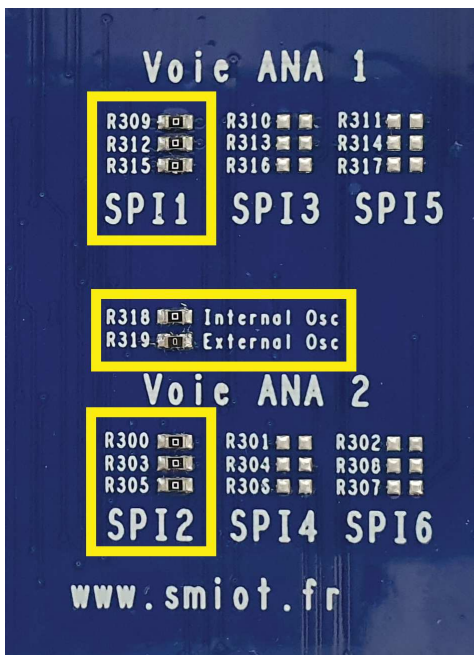 Voie ANA 1
R309 R310 R311
R312 R313 R314
R315 R316 R317
SPI1 SPI3 SPI5
R318 Internal Osc
R319 External Osc
Voie ANA 2
R300 R301 R302
R303 R304 R308
R305 R306 R307
SPI2 SPI4 SPI6
www.smiot.fr